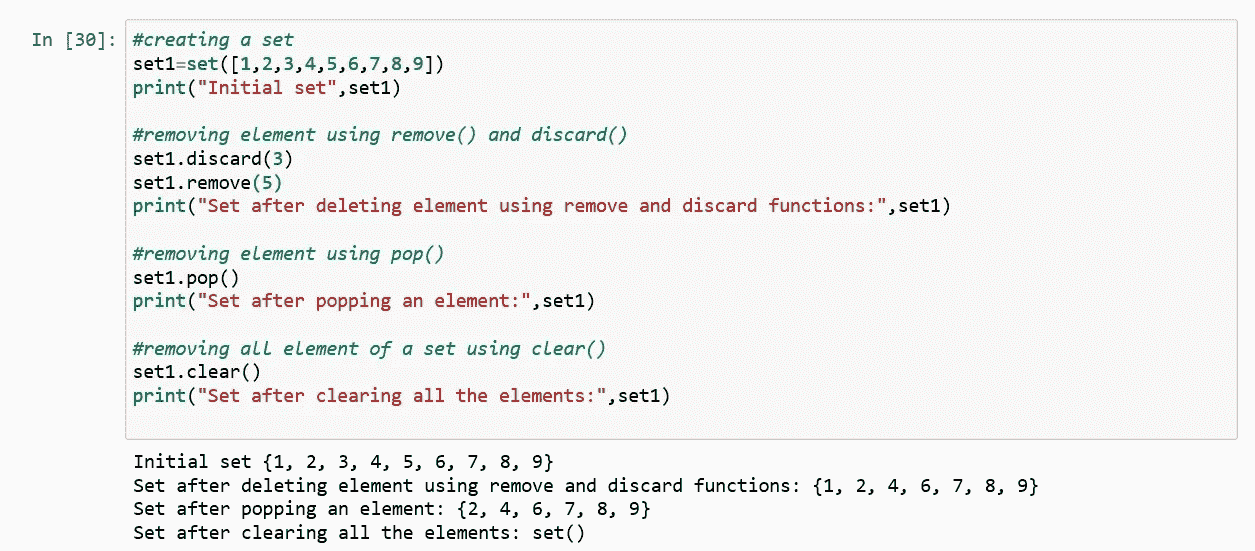 In [30]: #creating a set
set1=set([1,2,3,4,5,6,7,8,9])
print("Initial set",set1)
#removing element using remove() and discard()
set1.discard(3)
set1.remove(5)
print("Set after deleting element using remove and discard functions:",set1)
#removing element using pop()
set1.pop()
print("Set after popping an element:",set1)
#removing all element of a set using clear()
set1.clear()
print("Set after clearing all the elements:",set1)
Initial set {1, 2, 3, 4, 5, 6, 7, 8, 9}
Set after deleting element using remove and discard functions: {1, 2, 4, 6, 7, 8, 9}
Set after popping an element: {2, 4, 6, 7, 8, 9}
Set after clearing all the elements: set()